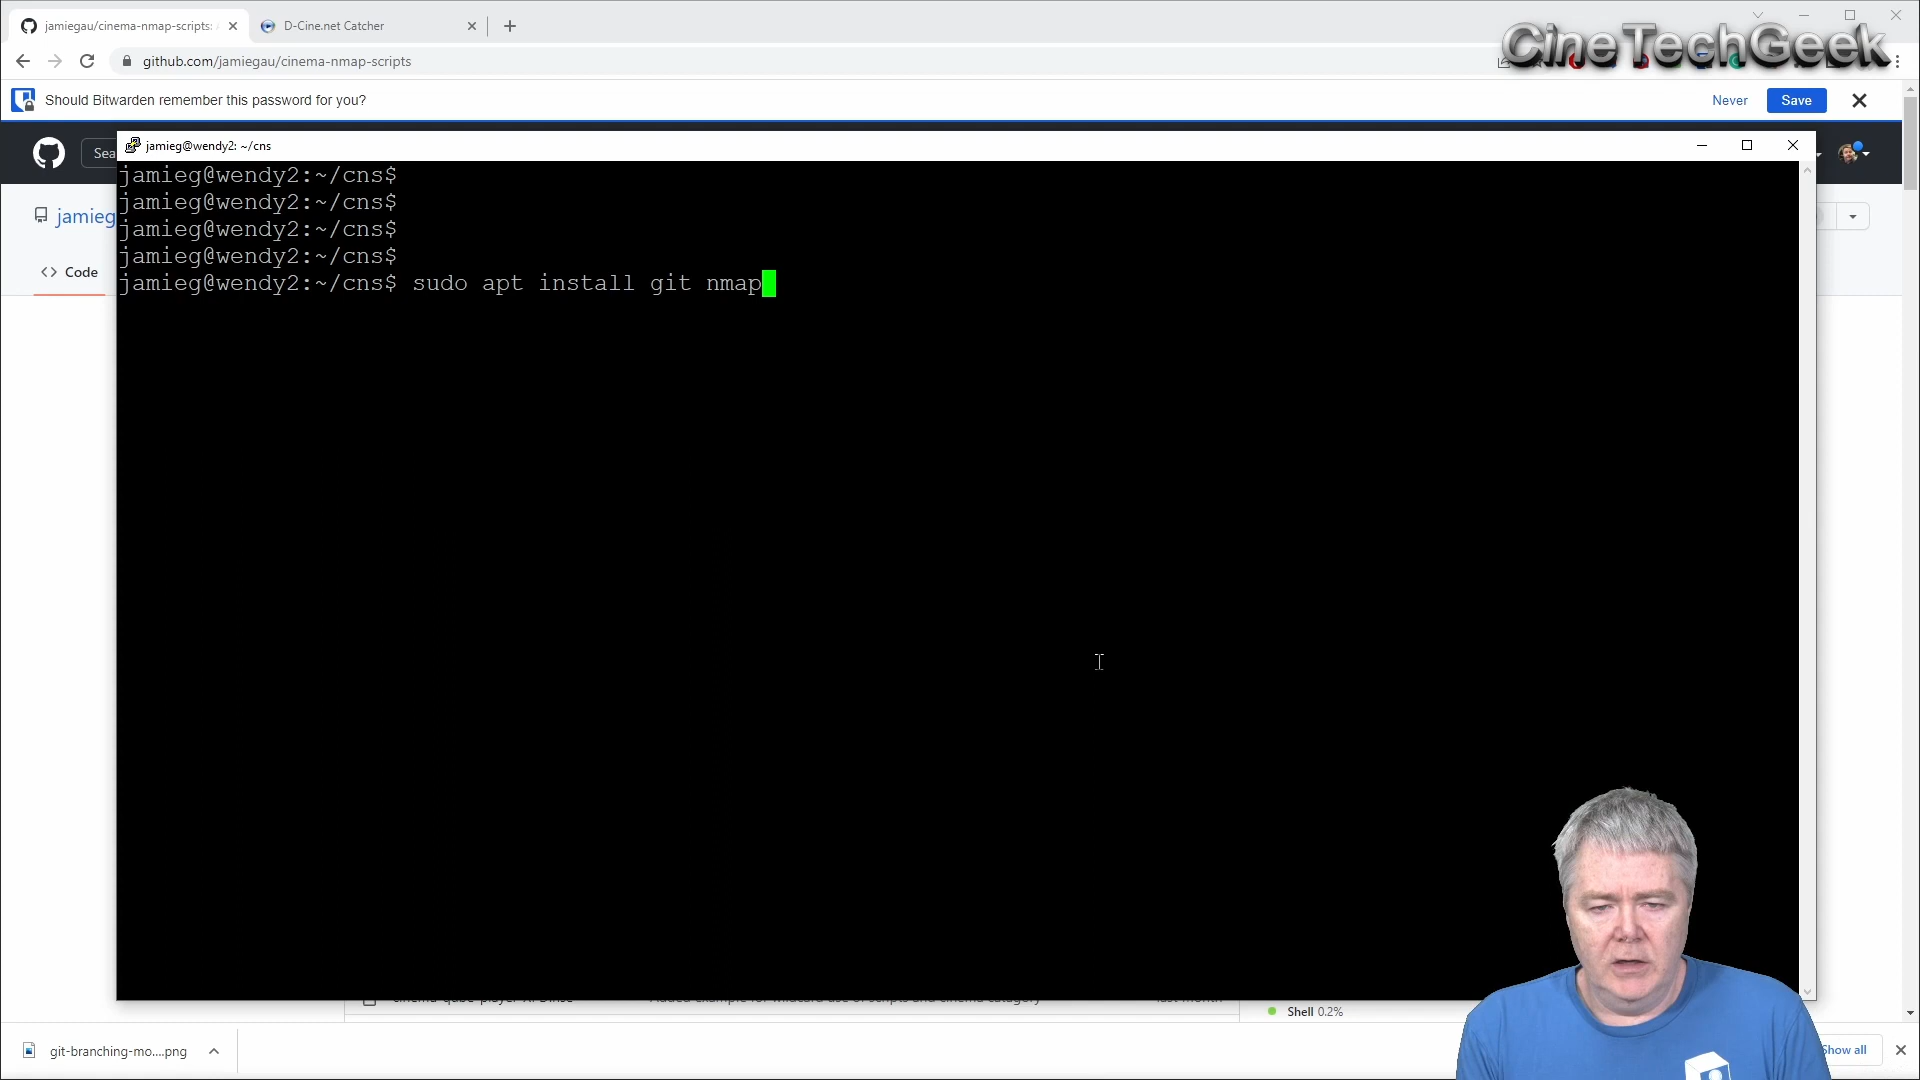 jamiegau/cinema-nmap-scripts:
D-Cine.net Catcher
CineTechGeek
github.com/jamiegau/cinema-nmap-scripts
Should Bitwarden remember this password for you?
Never
Save
Sea
jamieg@wendy2: ~/cns
jamieg@wendy2:~/cns$
jamieg@wendy2:~/cns$
jamieg@wendy2:~/cns$
jamieg@wendy2:~/cns$
jamieg@wendy2:~/cns$ sudo apt install git nmap
jamieg
<> Code
Shell 0.2%
git-branching-mo....png
Show all